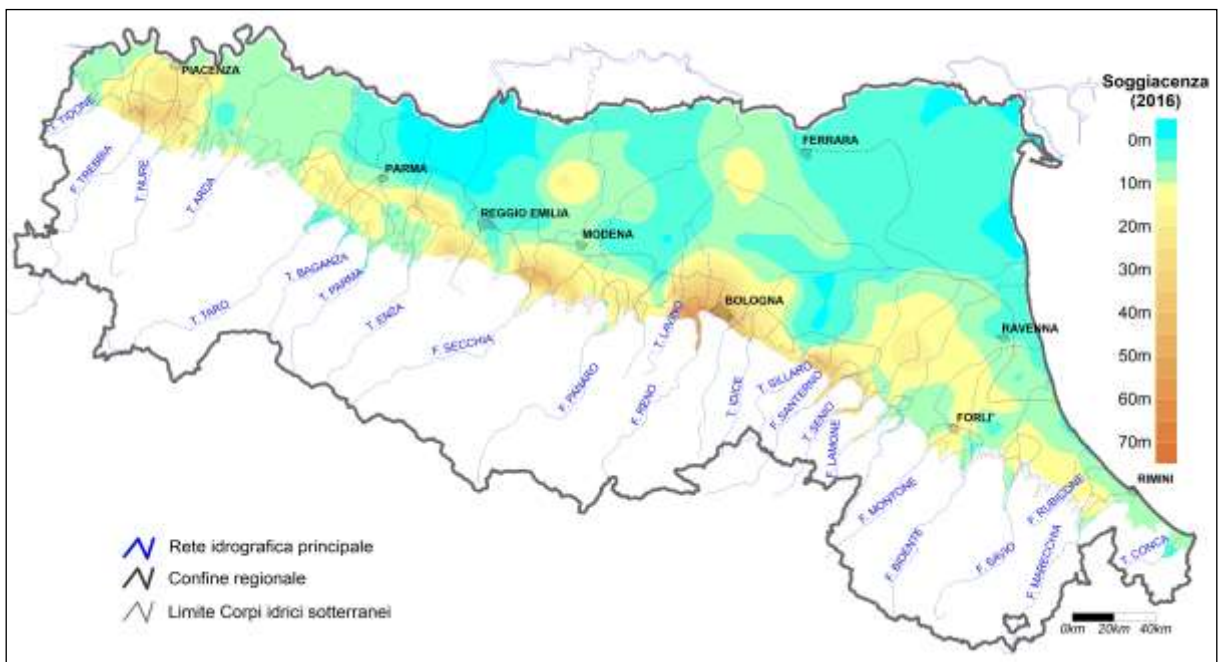 Soggiacenza
(2016)
0m
10m
20m
30m
40m
50m
60m
70m
PIACENZA
PARMA
REGGIO EMILIA
MODENA
FERRARA
BOLOGNA
RAVENNA
FORLI'
RIMINI
T. TIDONE
F. TREBBIA
T. NURE
T. ARDA
T. TARO
T. BAGANZA
T. PARMA
T. ENZA
F. SECCHIA
F. PANARO
F. RENO
T. LAVINO
T. IDICE
T. SILLARO
F. SANTERNO
T. SENIO
F. LAMONE
F. MONTONE
F. BIDENTE
F. SAVIO
F. MARECCHIA
F. RUBICONE
T. CONCA
Rete idrografica principale
Confine regionale
Limite Corpi idrici sotterranei
0km 20km 40km